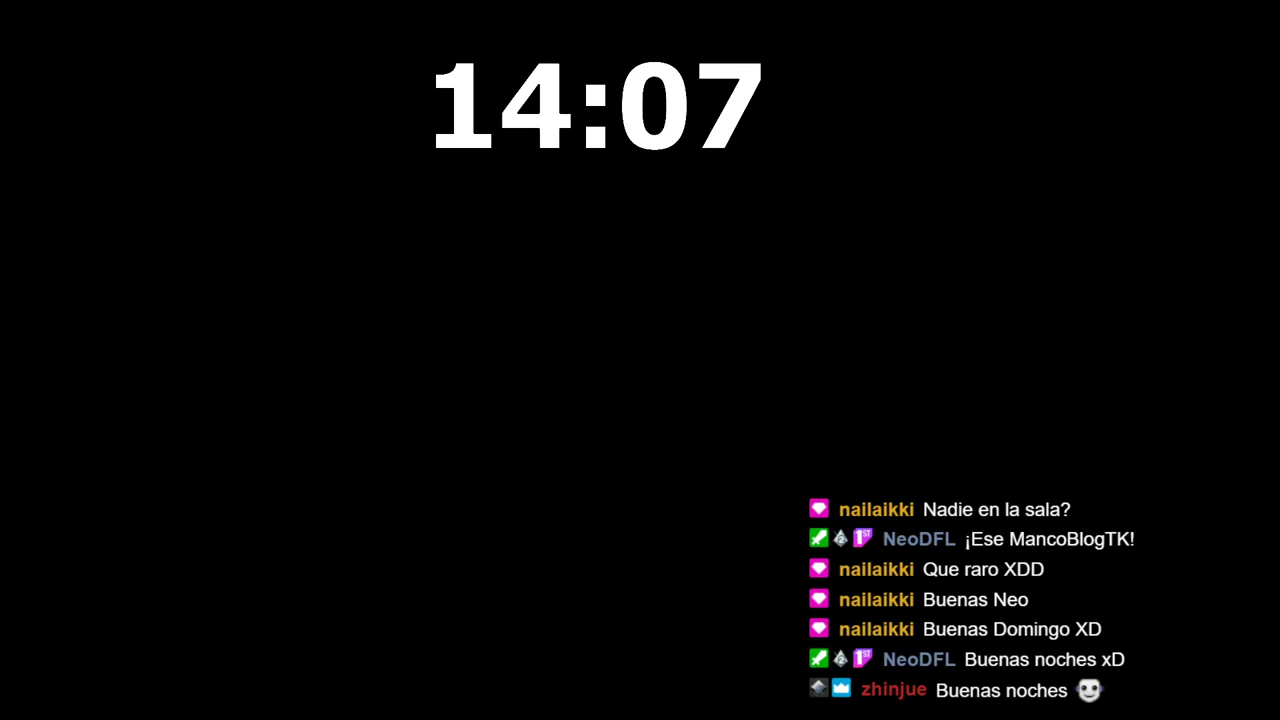 14:07
nailaikki Nadie en la sala?
NeoDFL ¡Ese MancoBlogTK!
nailaikki Que raro XDD
nailaikki Buenas Neo
nailaikki Buenas Domingo XD
NeoDFL Buenas noches xD
zhinjue Buenas noches